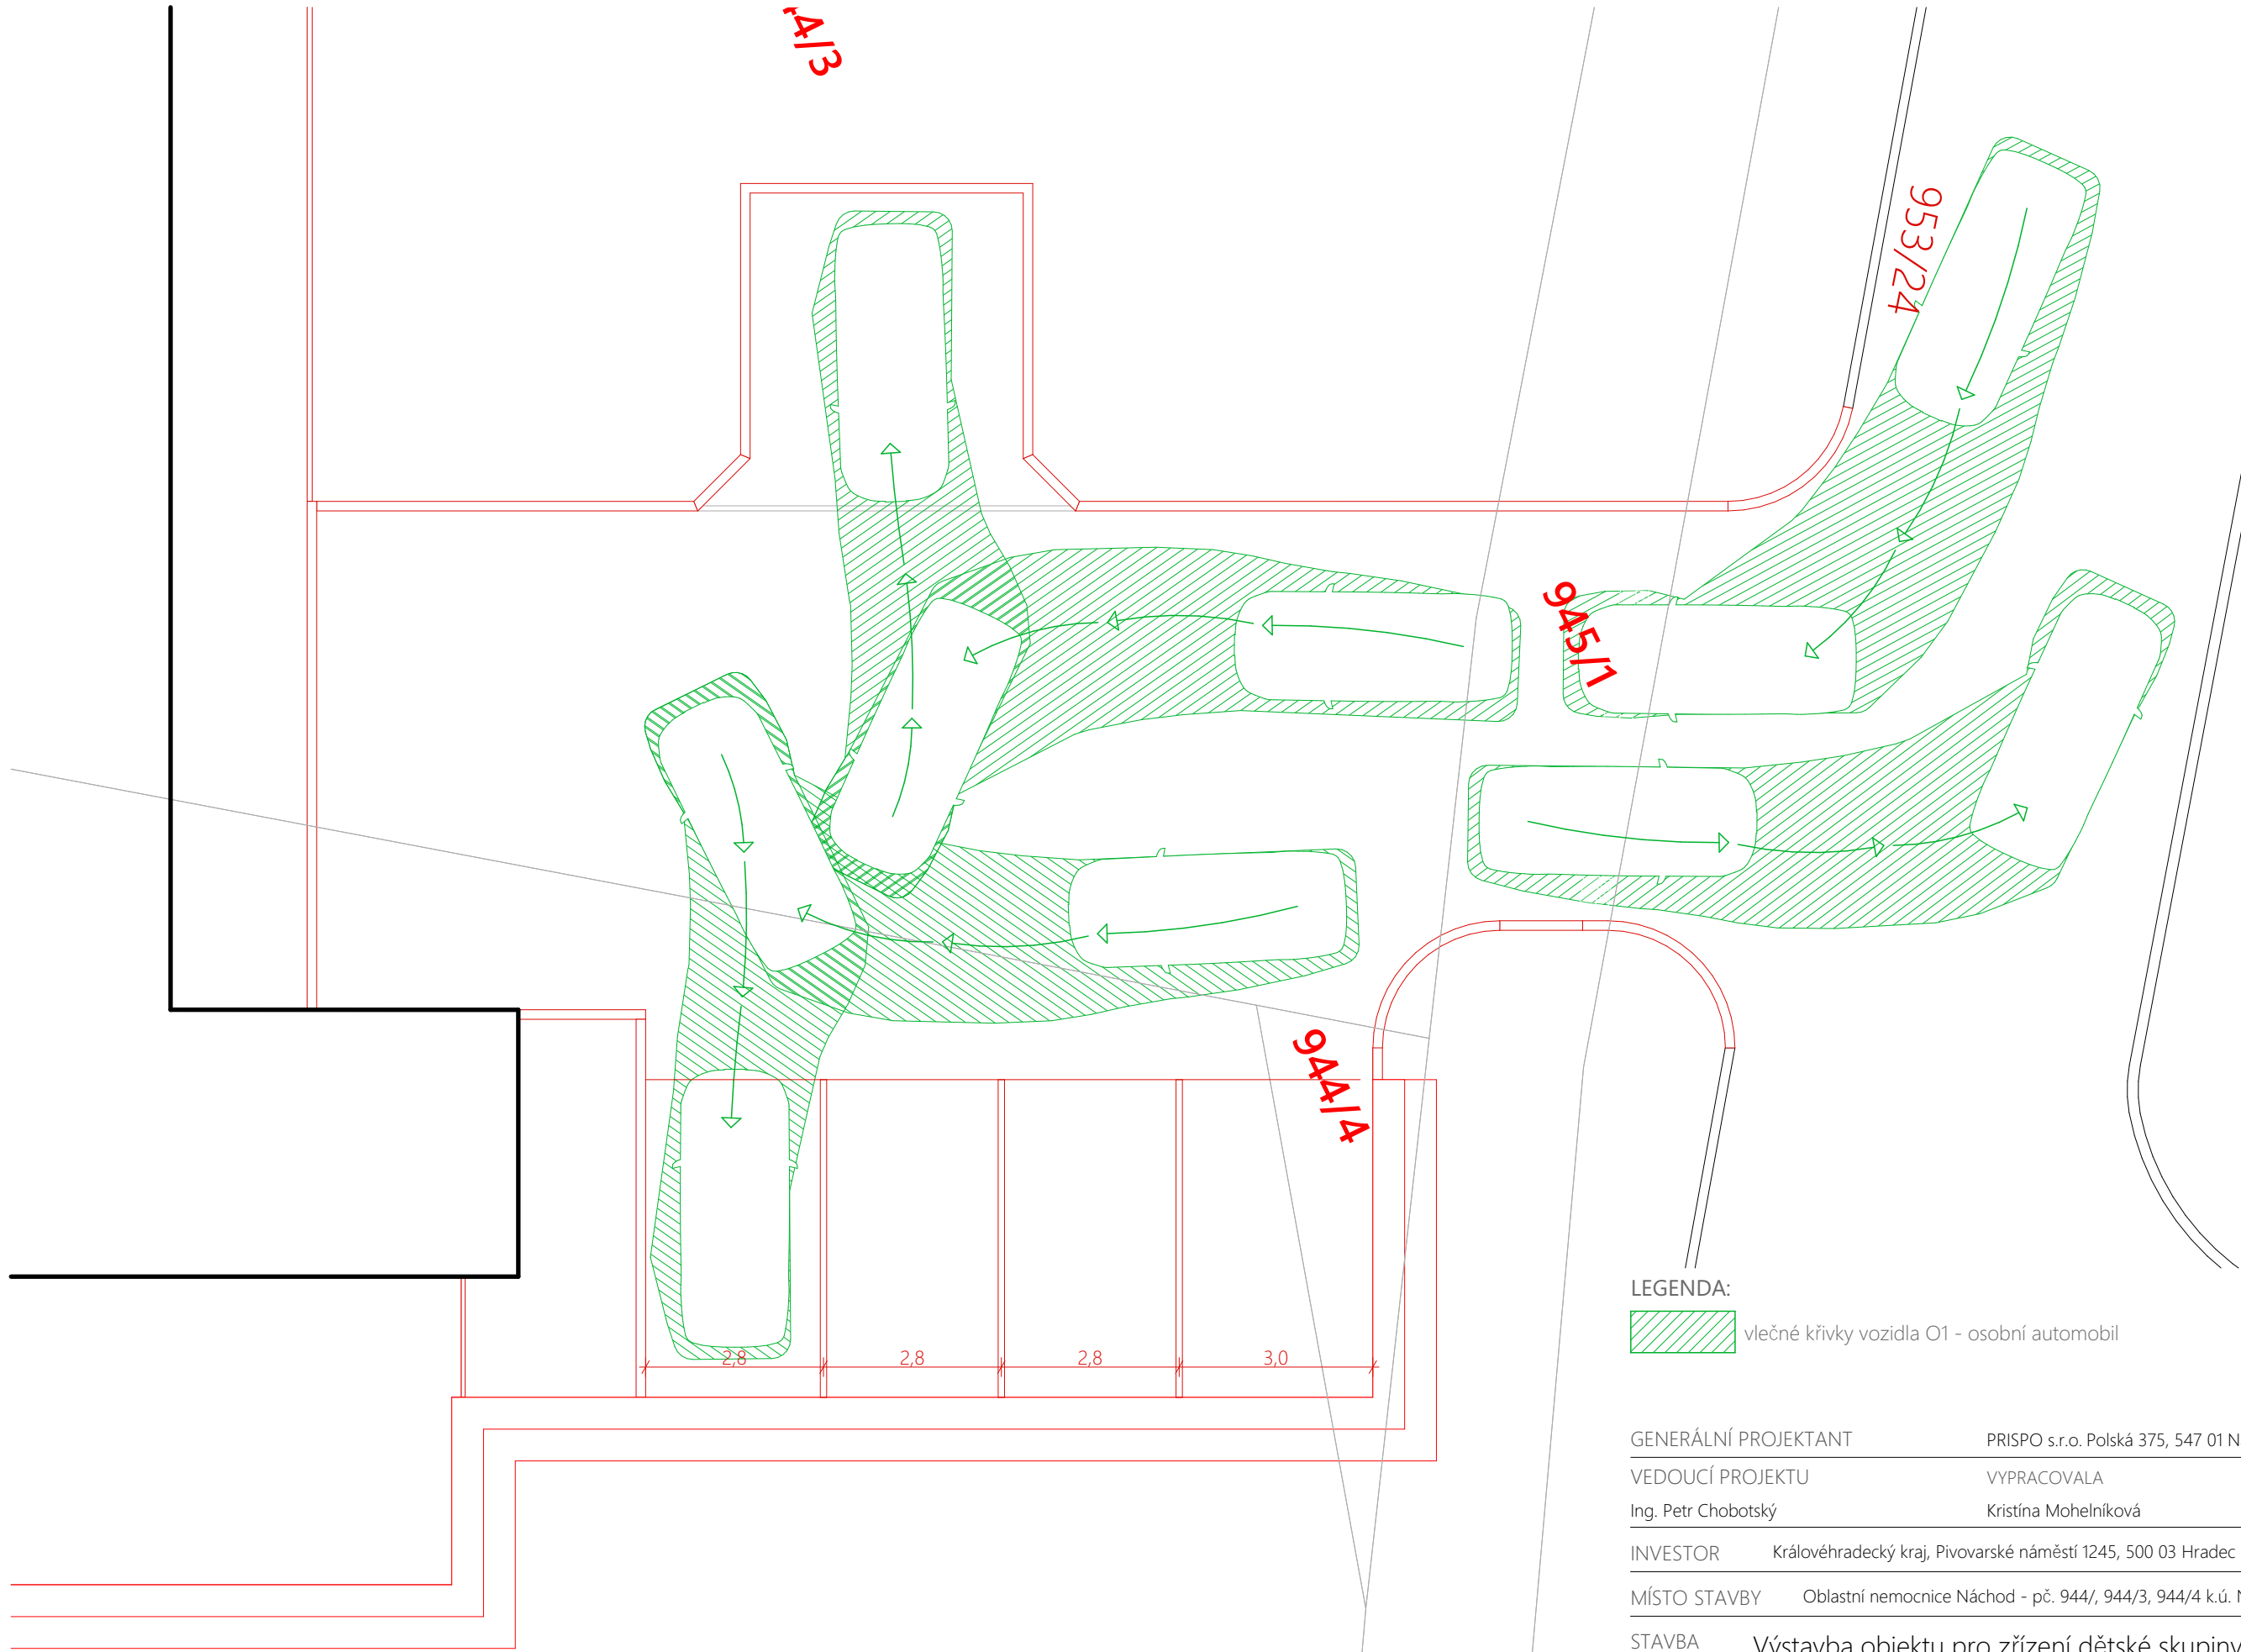 4/3
953/24
945/1
944/4
2,8 2,8 2,8 3,0
LEGENDA:
vlečné křivky vozidla O1 - osobní automobil
GENERÁLNÍ PROJEKTANT PRISPO s.r.o. Polská 375, 547 01 N
VEDOUCÍ PROJEKTU VYPRACOVALA
Ing. Petr Chobotský Kristína Mohelníková
INVESTOR Královéhradecký kraj, Pivovarské náměstí 1245, 500 03 Hradec
MÍSTO STAVBY Oblastní nemocnice Náchod - pč. 944/, 944/3, 944/4 k.ú. N
STAVBA Výstavba objektu pro zřízení dětské skupiny